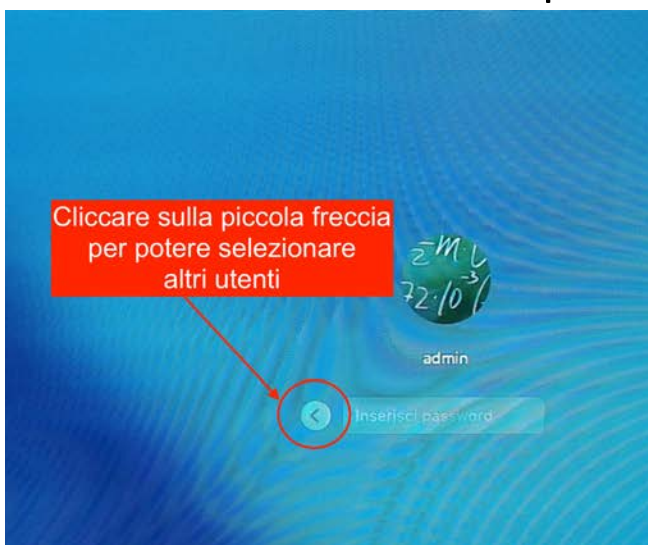 Cliccare sulla piccola freccia
per potere selezionare
altri utenti
admin
Inserisci password